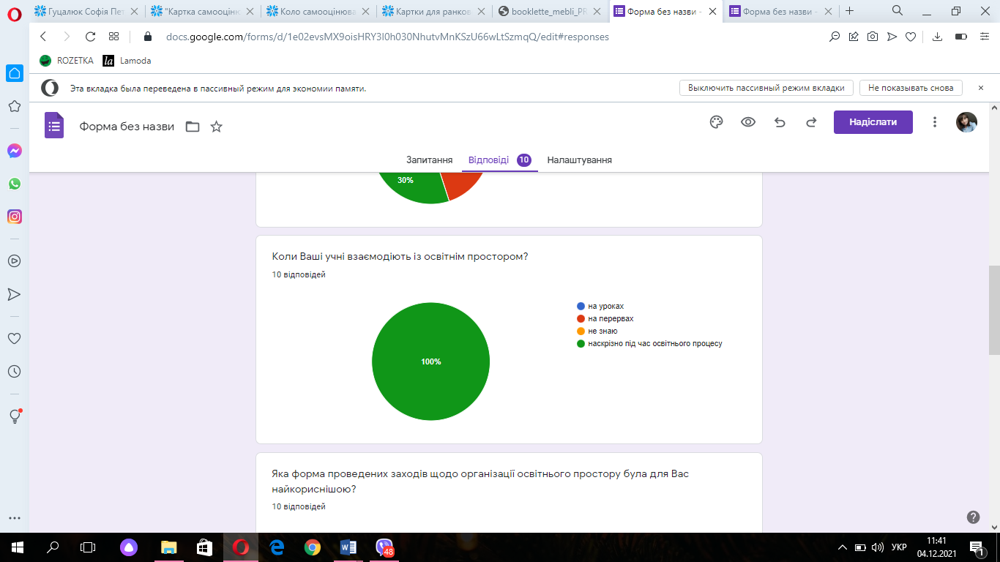 Гуцалюк Софія Пет
"Картка самооціню
Коло самооцінюва
Картки для ранков
booklette_mebli_PR
Форма без назви -
Форма без назви -
docs.google.com/forms/d/1e02evsMX9oisHRY3I0h030NhutvMnKSzU66wLtSzmqQ/edit#responses
ROZETKA
la Lamoda
Эта вкладка была переведена в пассивный режим для экономии памяти.
Выключить пассивный режим вкладки
Не показывать снова
Форма без назви
Надіслати
Запитання
Відповіді 10
Налаштування
30%
Коли Ваші учні взаємодіють із освітнім простором?
10 відповідей
на уроках
на перервах
не знаю
наскрізно під час освітнього процесу
100%
Яка форма проведених заходів щодо організації освітнього простору була для Вас
найкориснішою?
10 відповідей
48
УКР
11:41
04.12.2021
1